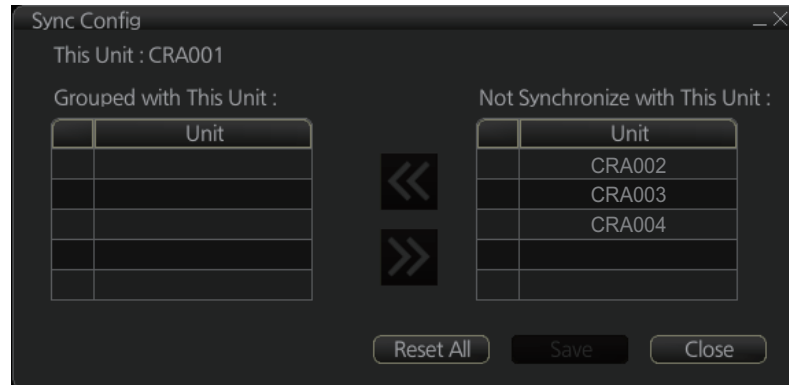 Sync Config
This Unit : CRA001
Grouped with This Unit :
Not Synchronize with This Unit :
Unit
Unit
CRA002
CRA003
CRA004
Reset All
Save
Close